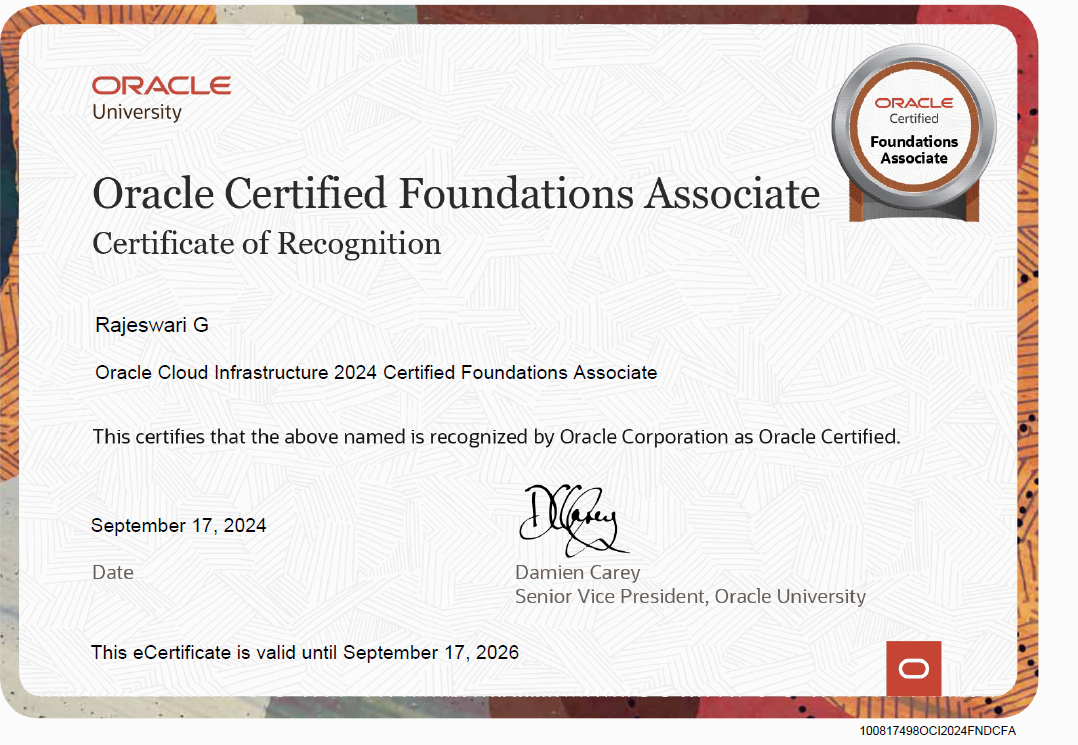 ORACLE
University
ORACLE
Certified
Foundations
Associate
Oracle Certified Foundations Associate
Certificate of Recognition
Rajeswari G
Oracle Cloud Infrastructure 2024 Certified Foundations Associate
This certifies that the above named is recognized by Oracle Corporation as Oracle Certified.
DCarey
September 17, 2024
Date
Damien Carey
Senior Vice President, Oracle University
This eCertificate is valid until September 17, 2026
100817498OCI2024FNDCFA